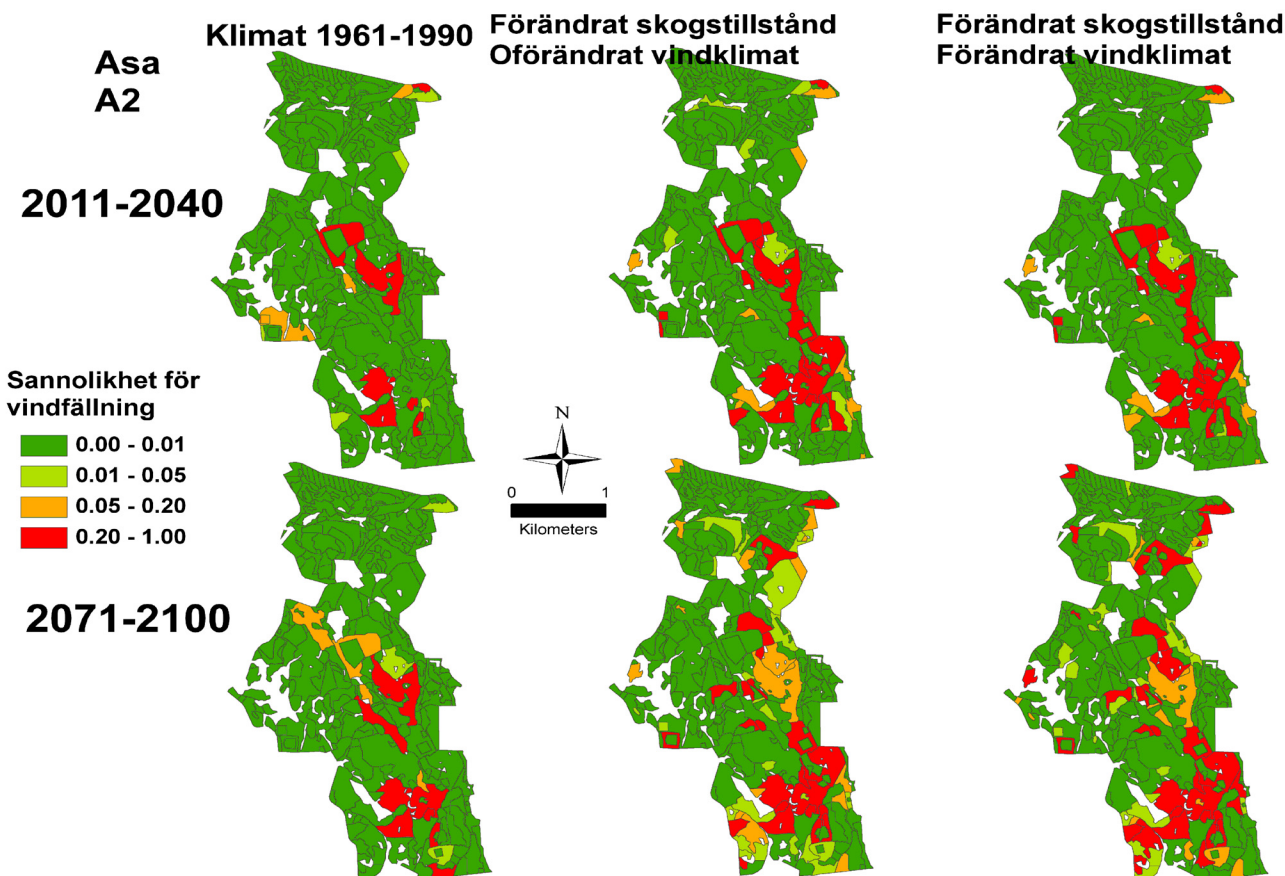 Asa
A2
Klimat 1961-1990
Förändrat skogstillstånd
Oförändrat vindklimat
Förändrat skogstillstånd
Förändrat vindklimat
2011-2040
Sannolikhet för
vindfällning
0.00 - 0.01
0.01 - 0.05
0.05 - 0.20
0.20 - 1.00
N
0 1
Kilometers
2071-2100